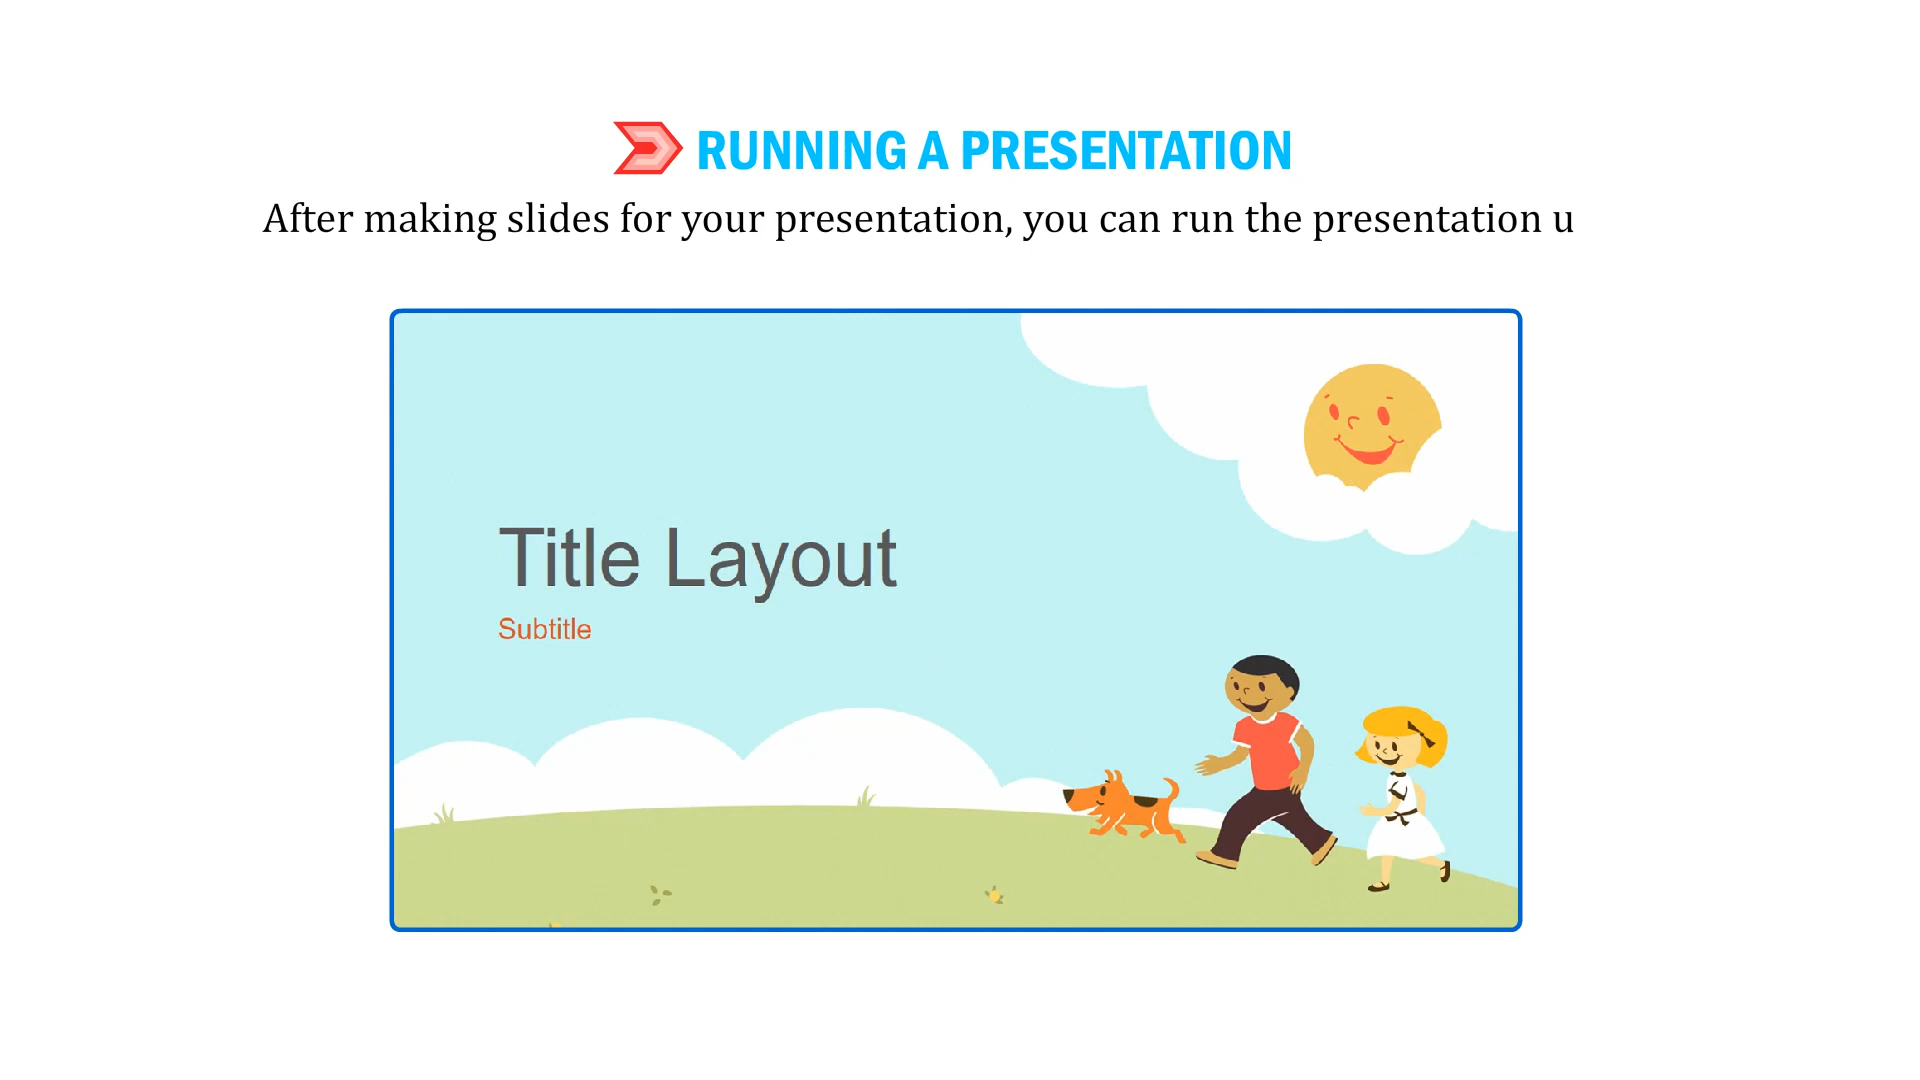 RUNNING A PRESENTATION
After making slides for your presentation, you can run the presentation u
Title Layout
Subtitle